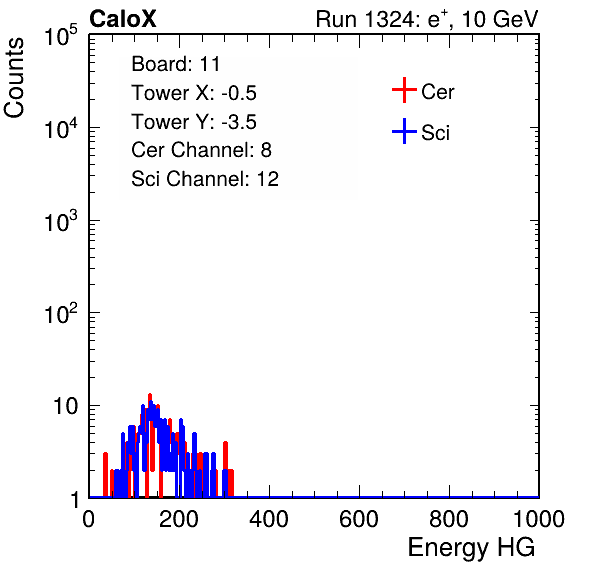 CaloX Run 1324: e⁺, 10 GeV
Counts
10⁵
10⁴
10³
10²
10
1
Board: 11
Tower X: -0.5
Tower Y: -3.5
Cer Channel: 8
Sci Channel: 12
Cer
Sci
0 200 400 600 800 1000
Energy HG